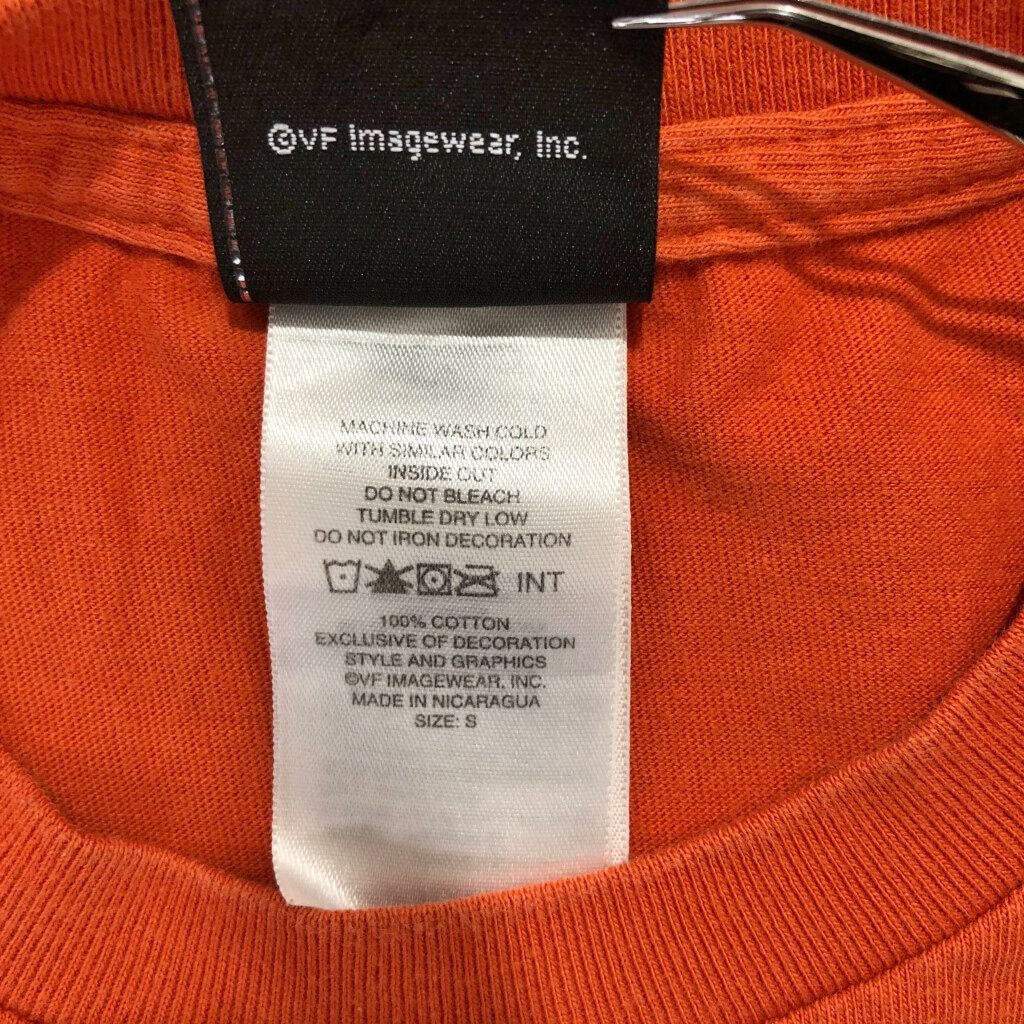 ©VF Imagewear, Inc.
MACHINE WASH COLD
WITH SIMILAR COLORS
INSIDE OUT
DO NOT BLEACH
TUMBLE DRY LOW
DO NOT IRON DECORATION
INT
100% COTTON
EXCLUSIVE OF DECORATION
STYLE AND GRAPHICS
©VF IMAGEWEAR, INC.
MADE IN NICARAGUA
SIZE: S